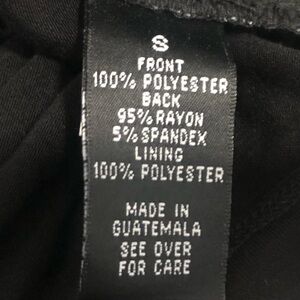 S
FRONT
100% POLYESTER
BACK
95% RAYON
5% SPANDEX
LINING
100% POLYESTER
MADE IN
GUATEMALA
SEE OVER
FOR CARE